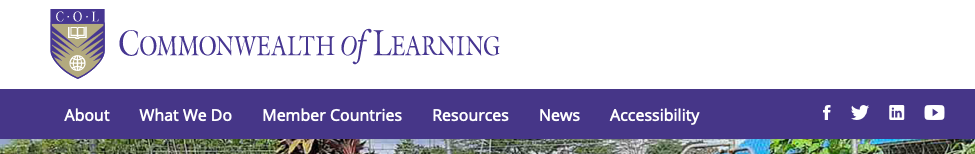 C·O·L
COMMONWEALTH of LEARNING
About What We Do Member Countries Resources News Accessibility